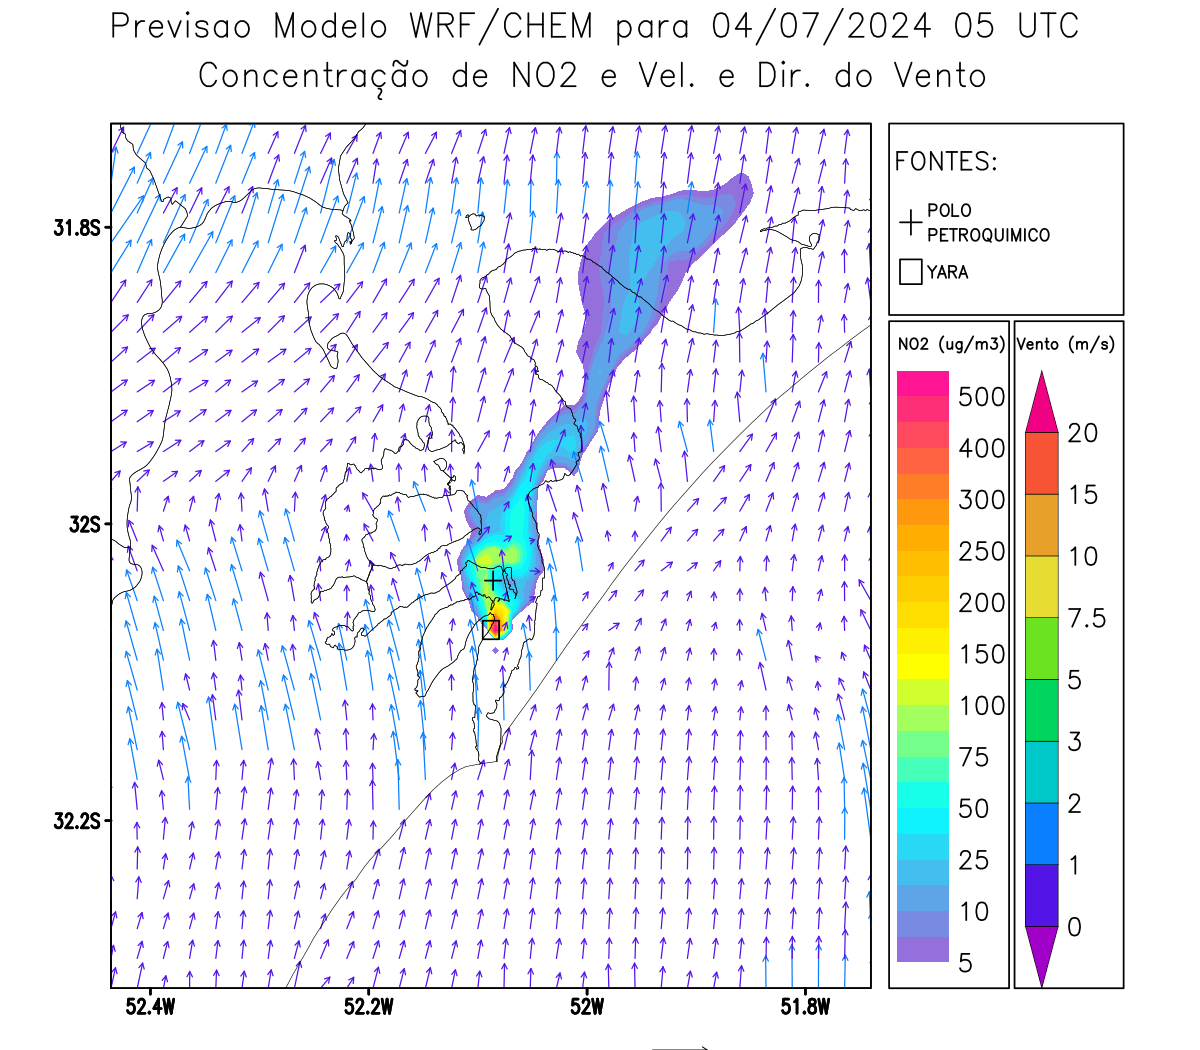 Previsao Modelo WRF/CHEM para 04/07/2024 05 UTC
Concentração de NO2 e Vel. e Dir. do Vento
FONTES:
POLO
PETROQUIMICO
YARA
NO2 (ug/m3)
500
400
300
250
200
150
100
75
50
25
10
5
Vento (m/s)
20
15
10
7.5
5
3
2
1
0
31.8S
32S
32.2S
52.4W
52.2W
52W
51.8W